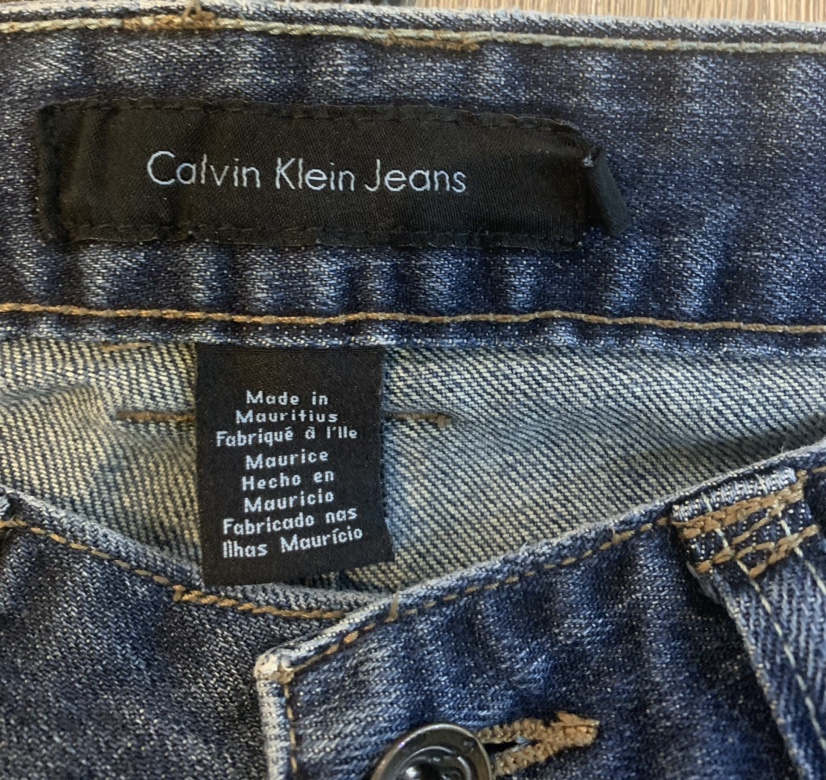 Calvin Klein Jeans
Made in
Mauritius
Fabriqué à l'Ile
Maurice
Hecho en
Mauricio
Fabricado nas
Ilhas Maurício